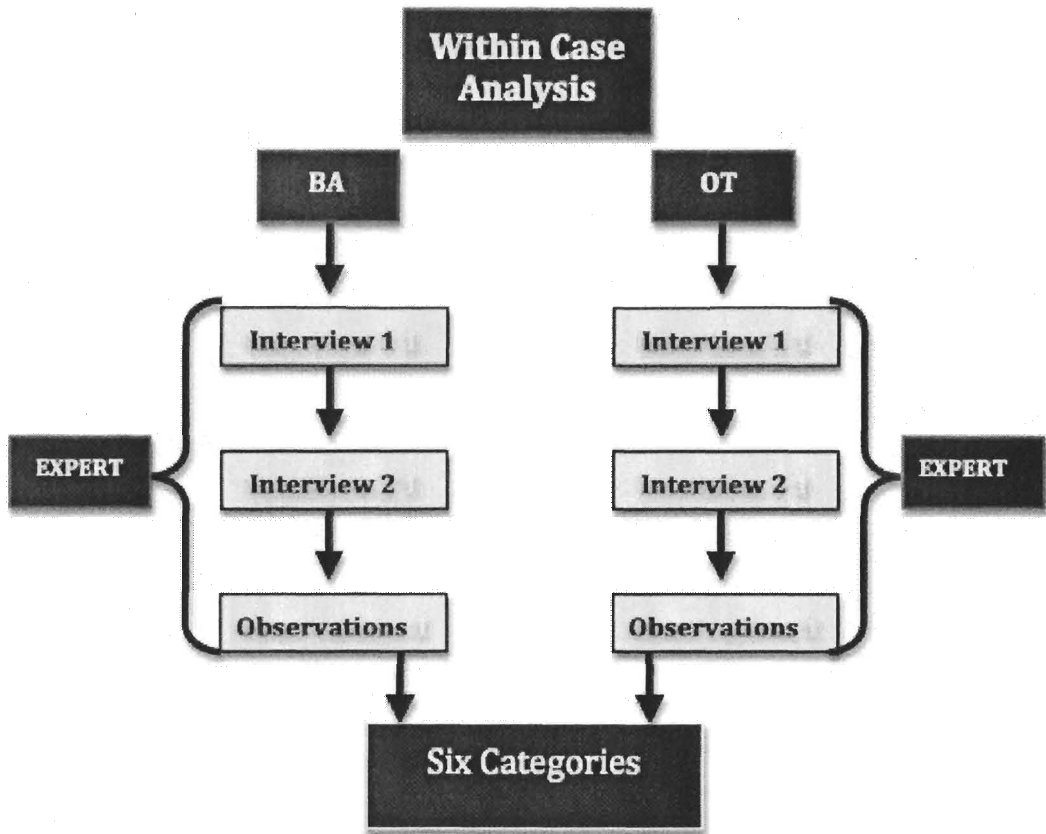 Within Case
Analysis
BA
OT
Interview 1
Interview 1
EXPERT
Interview 2
Interview 2
EXPERT
Observations
Observations
Six Categories